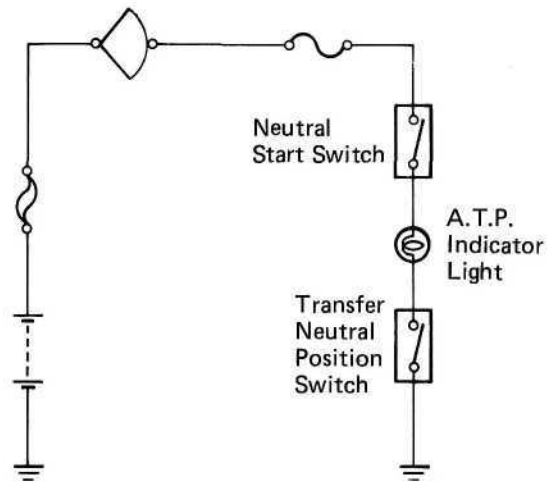 Neutral
Start Switch
A.T.P.
Indicator
Light
Transfer
Neutral
Position
Switch